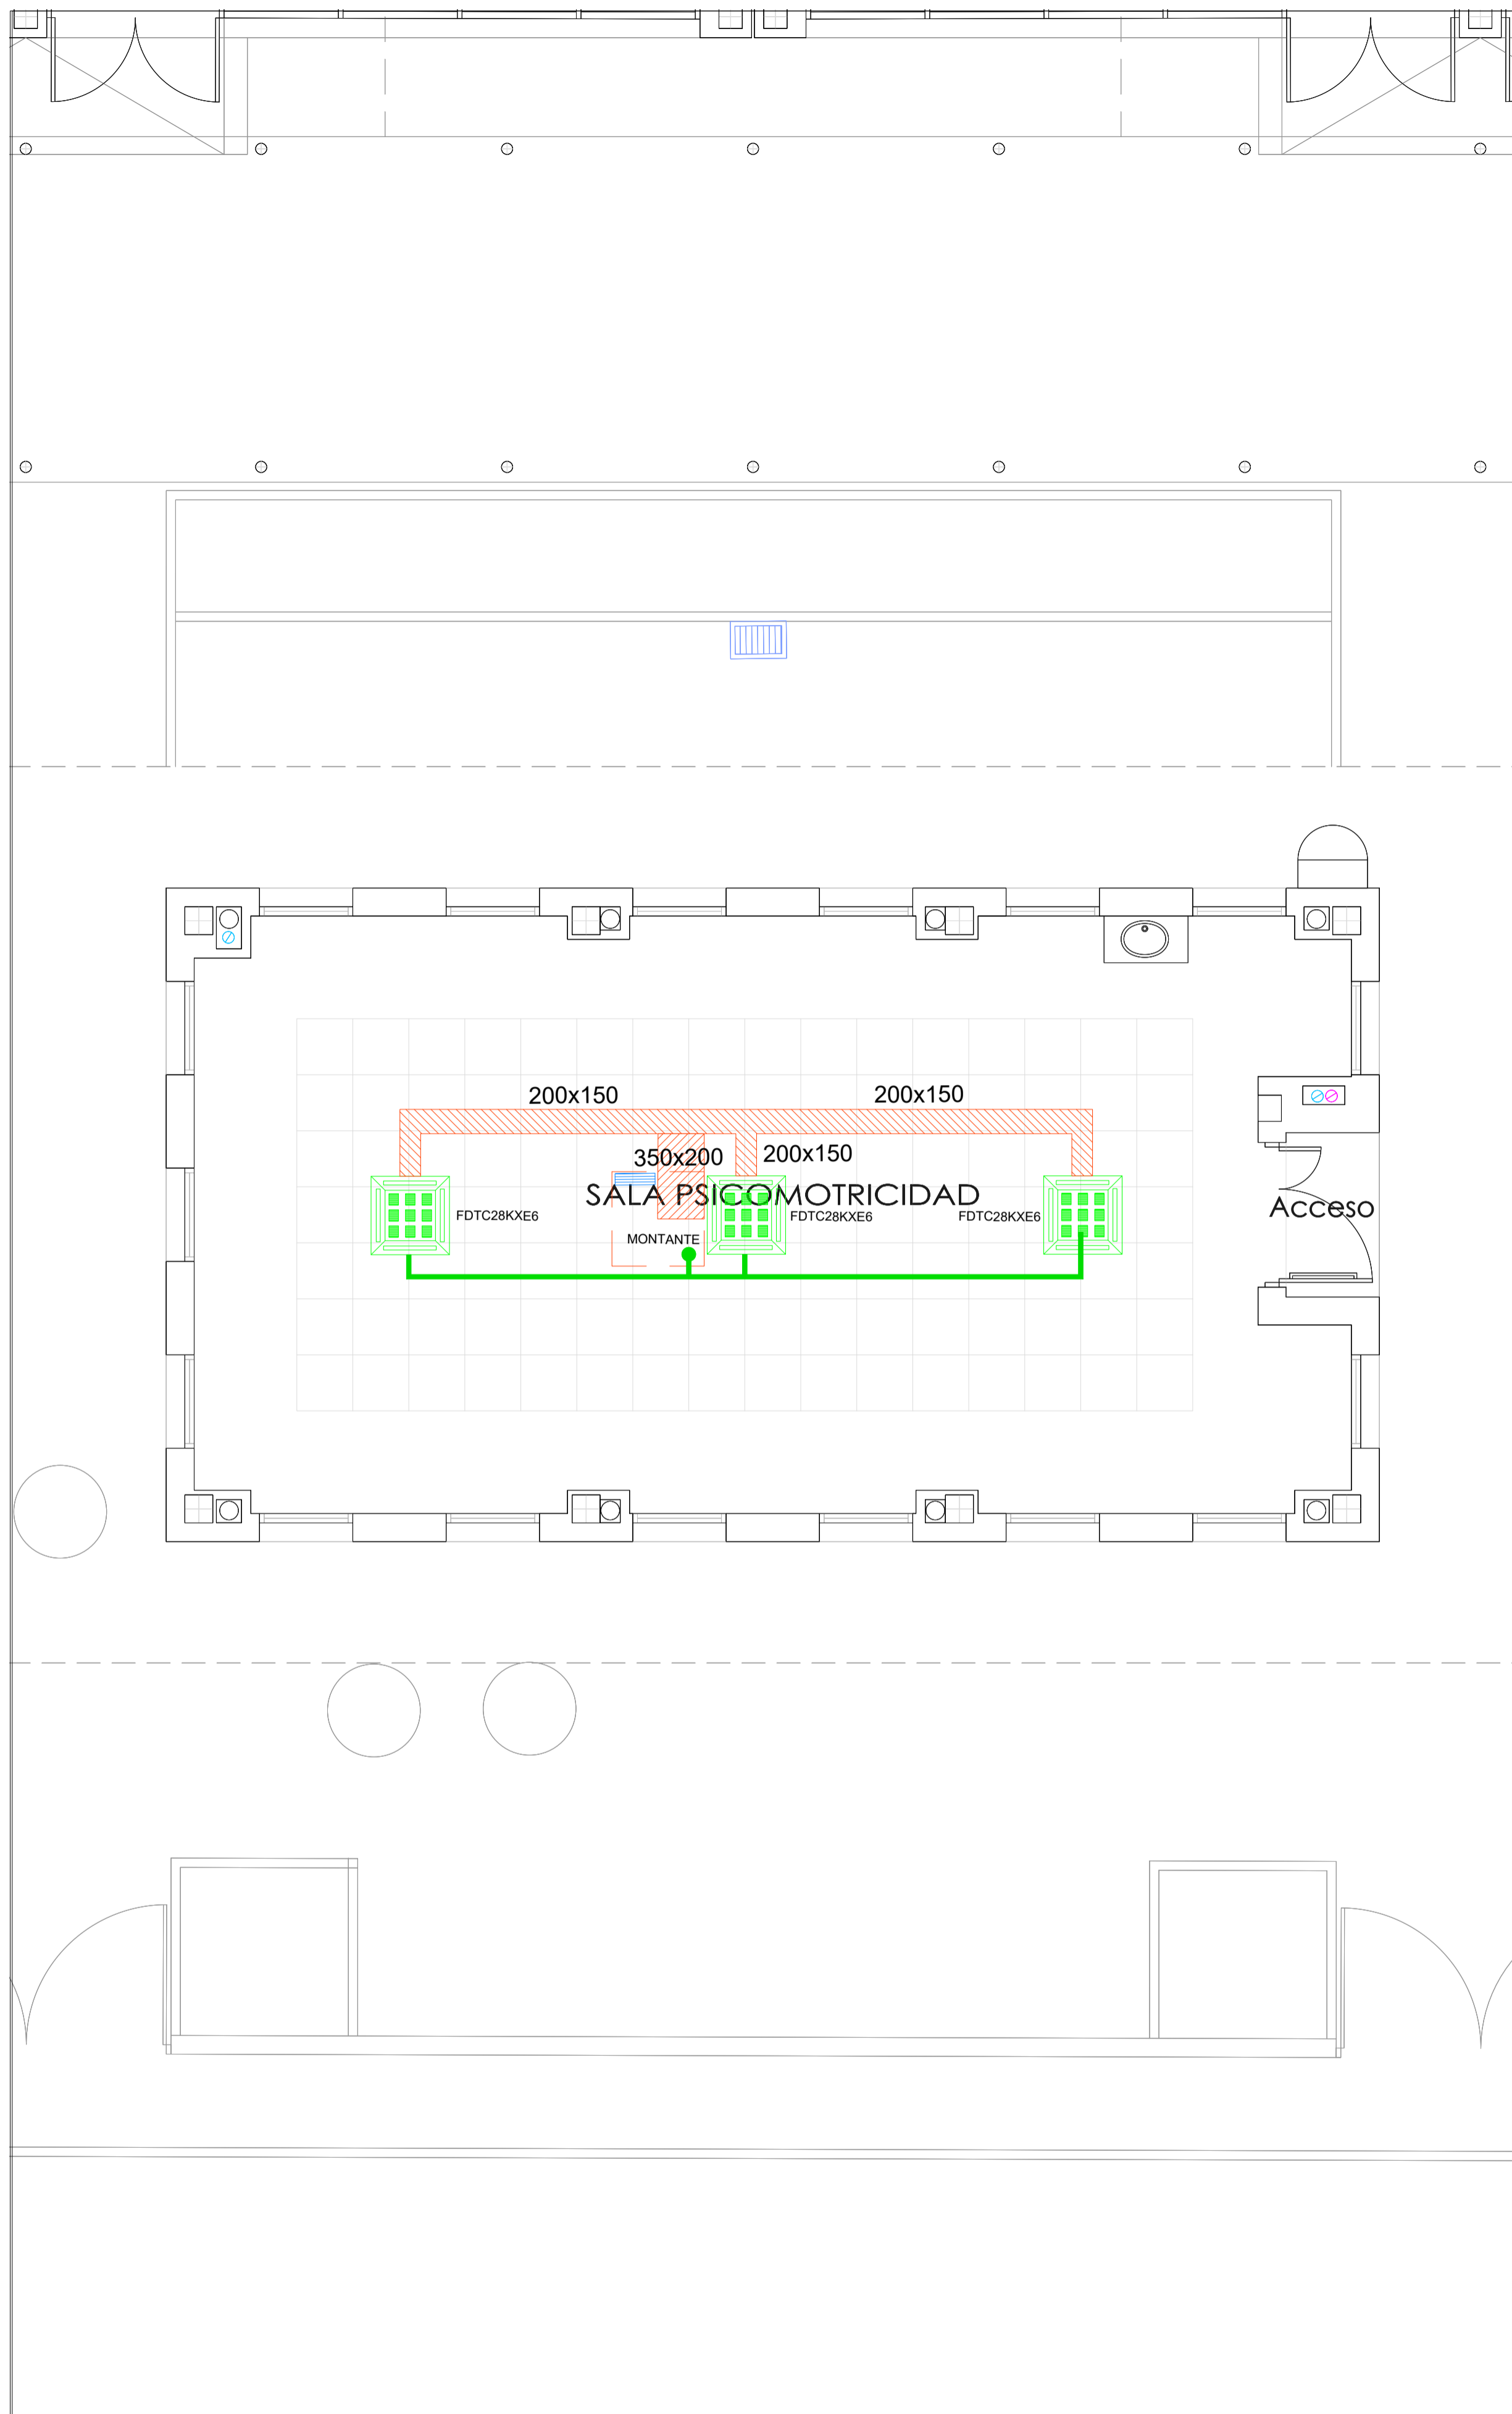 200x150
200x150
350x200
200x150
SALA PSICOMOTRICIDAD
Acceso
FDTC28KXE6
FDTC28KXE6
FDTC28KXE6
MONTANTE